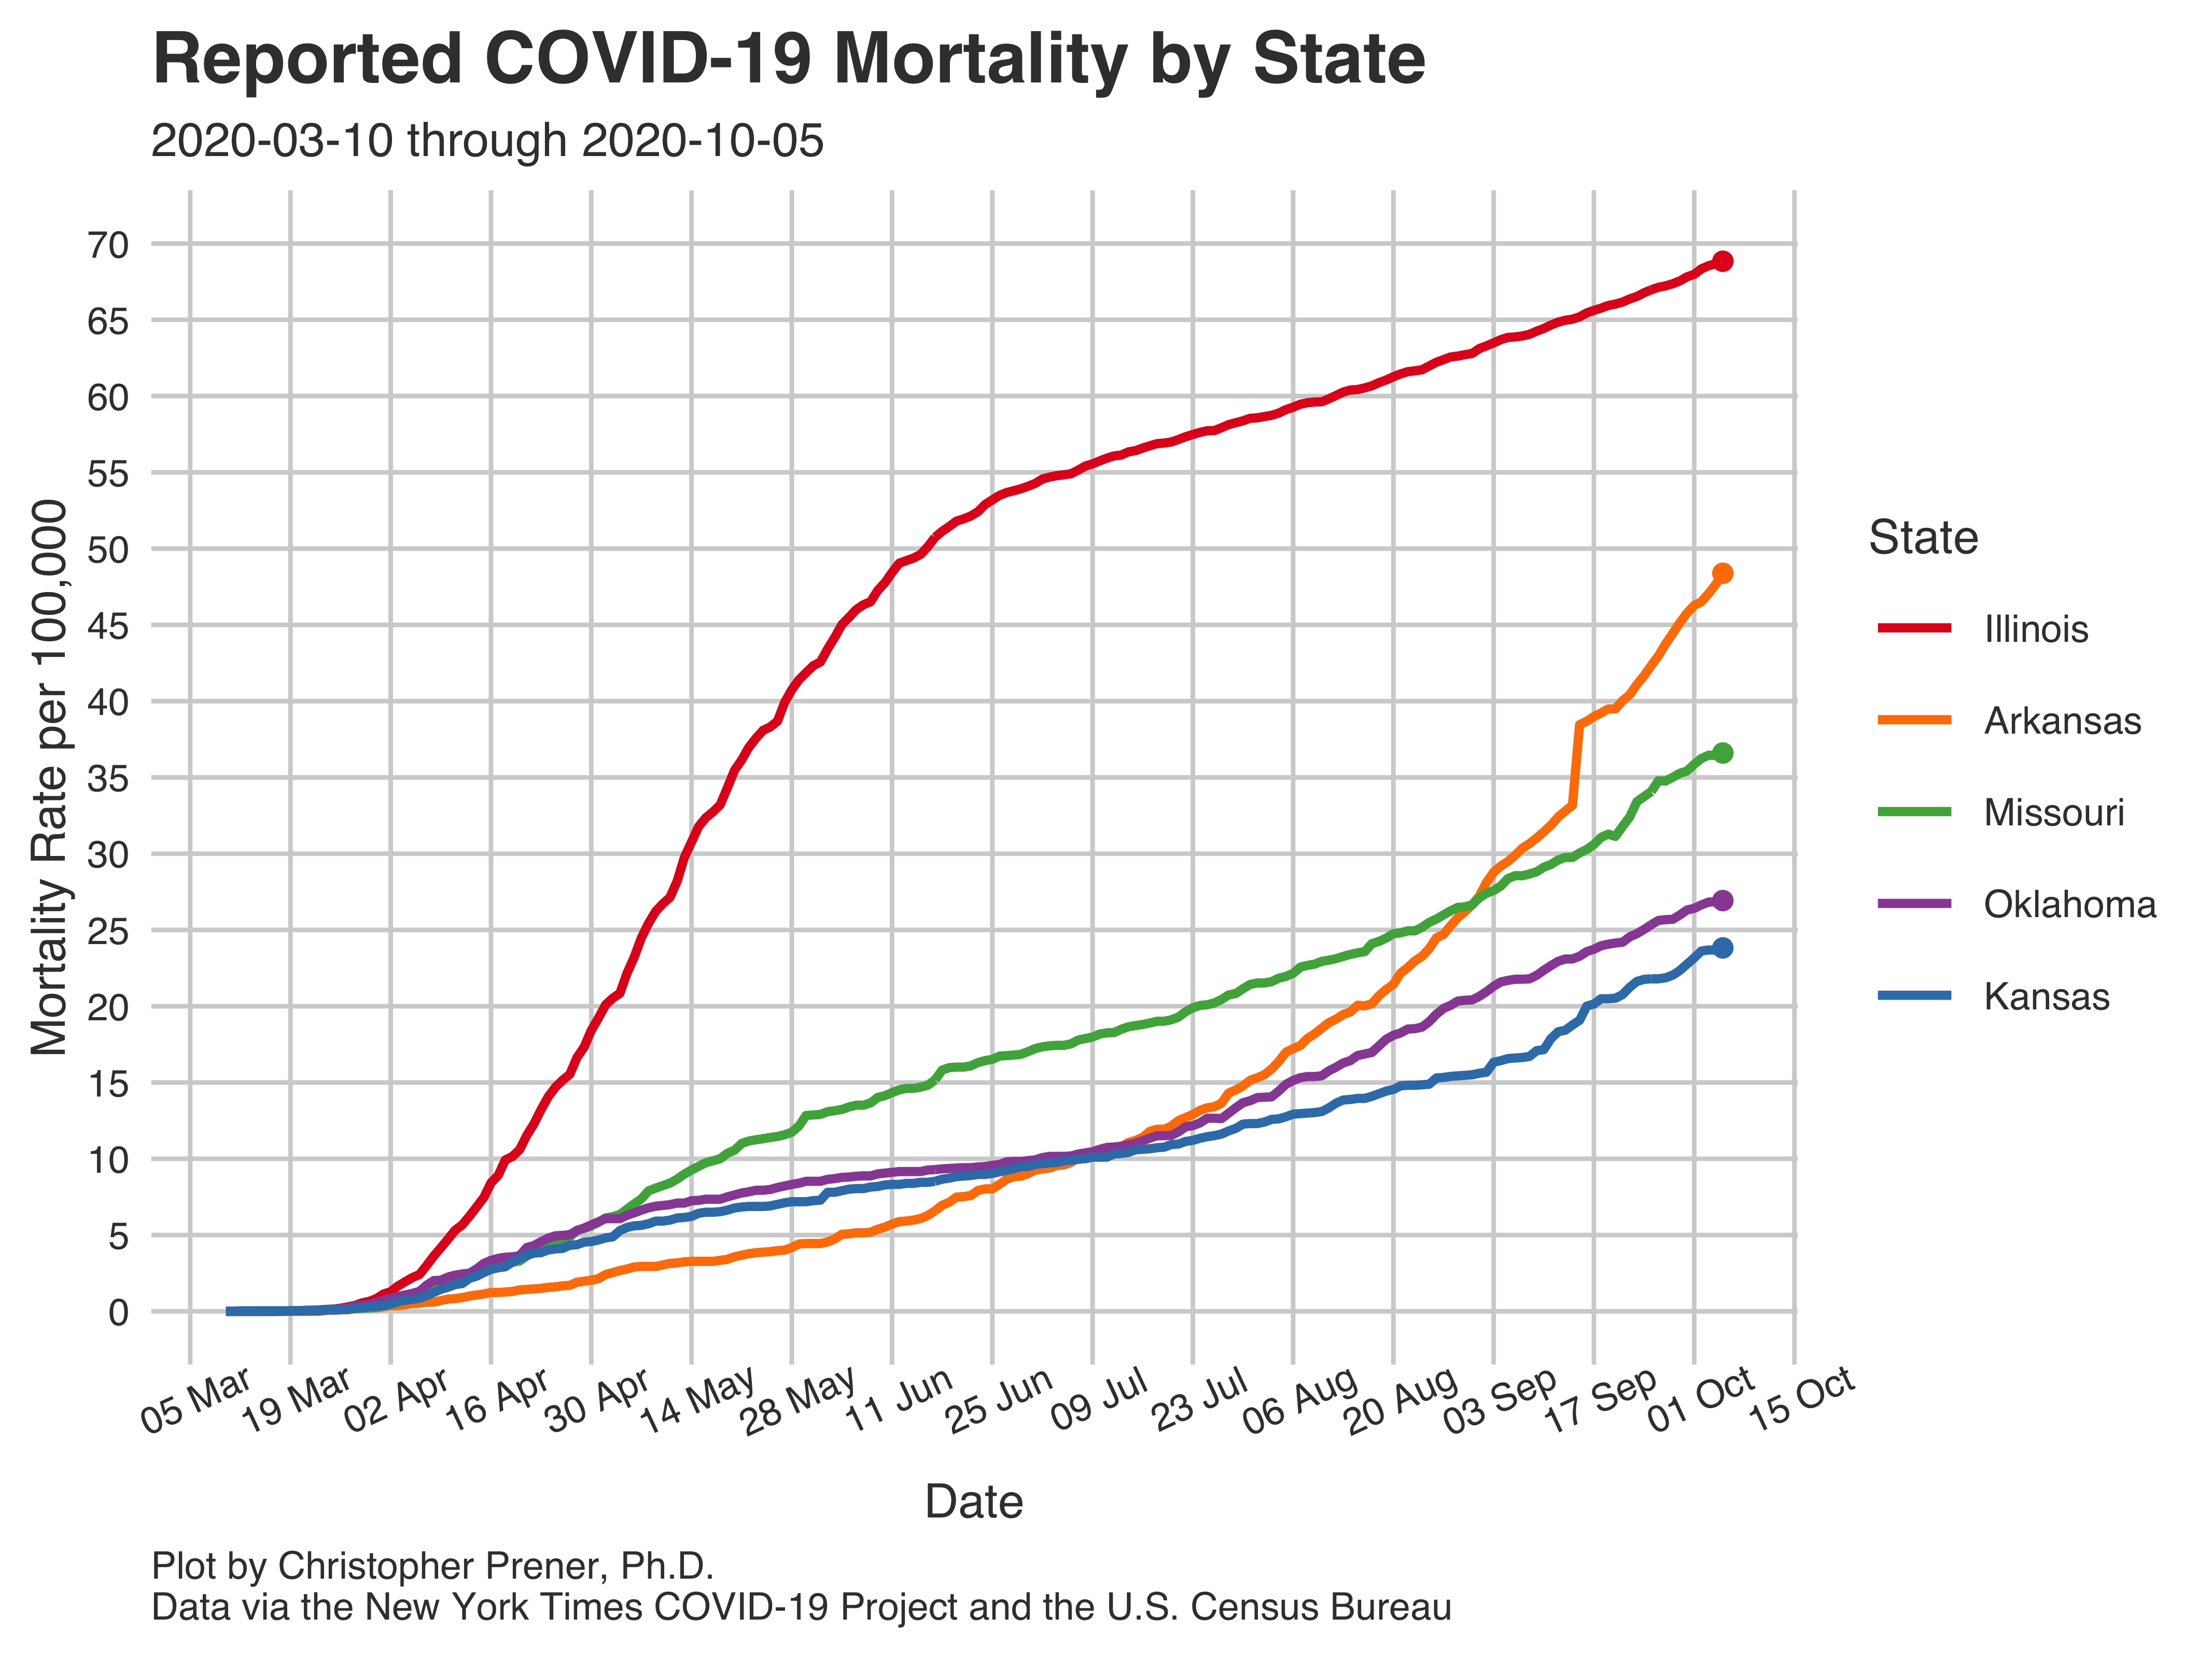 Reported COVID-19 Mortality by State
2020-03-10 through 2020-10-05
Mortality Rate per 100,000
70
65
60
55
50
45
40
35
30
25
20
15
10
5
0
05 Mar
19 Mar
02 Apr
16 Apr
30 Apr
14 May
28 May
11 Jun
25 Jun
09 Jul
23 Jul
06 Aug
20 Aug
03 Sep
17 Sep
01 Oct
15 Oct
Date
State
Illinois
Arkansas
Missouri
Oklahoma
Kansas
Plot by Christopher Prener, Ph.D.
Data via the New York Times COVID-19 Project and the U.S. Census Bureau